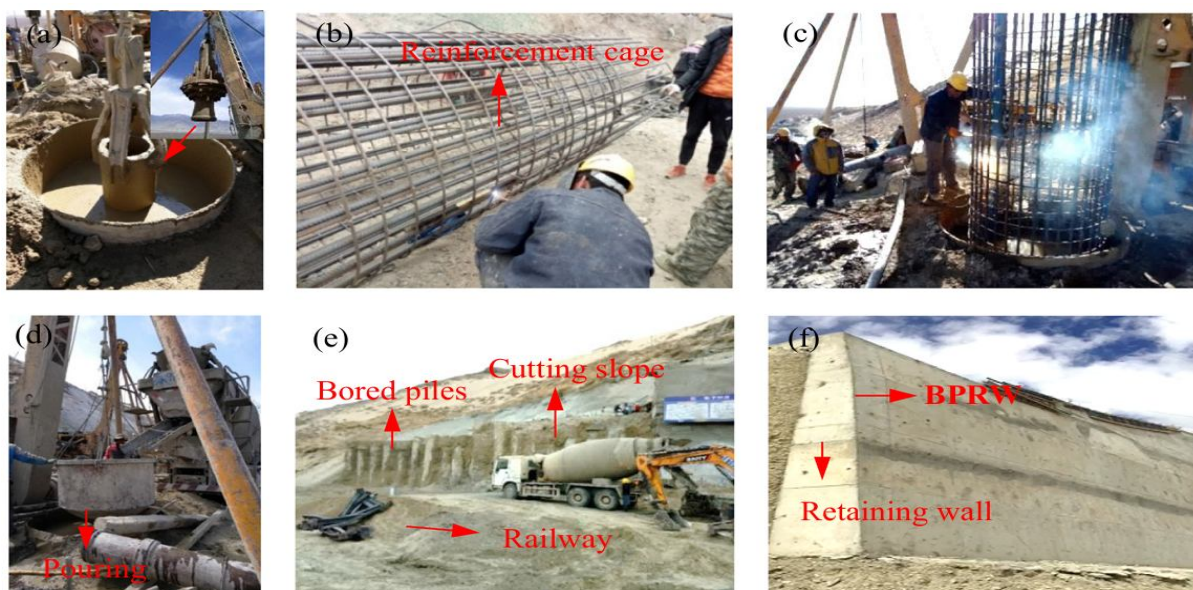 (a)
(b)
Reinforcement cage
(c)
(d)
Pouring
(e)
Bored piles
Cutting slope
Railway
(f)
BPRW
Retaining wall